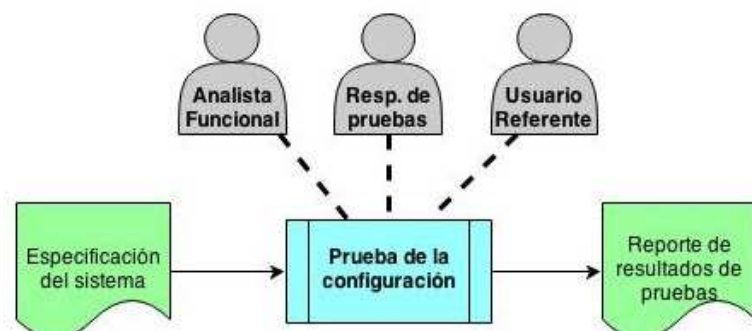 Analista
Funcional
Resp. de
pruebas
Usuario
Referente
Especificación
del sistema
Prueba de la
configuración
Reporte de
resultados de
pruebas